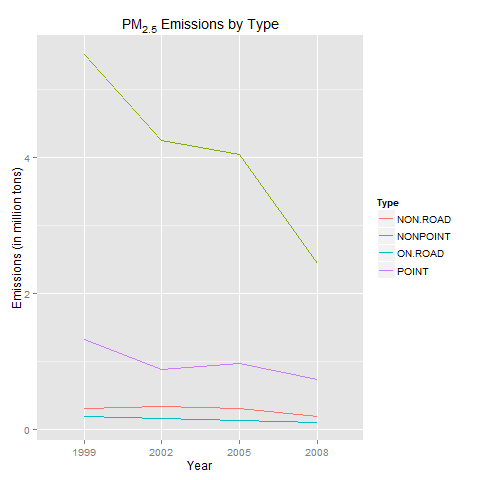 PM2.5 Emissions by Type
Emissions (in million tons)
4
2
0
1999 2002 2005 2008
Year
Type
NON.ROAD
NONPOINT
ON.ROAD
POINT